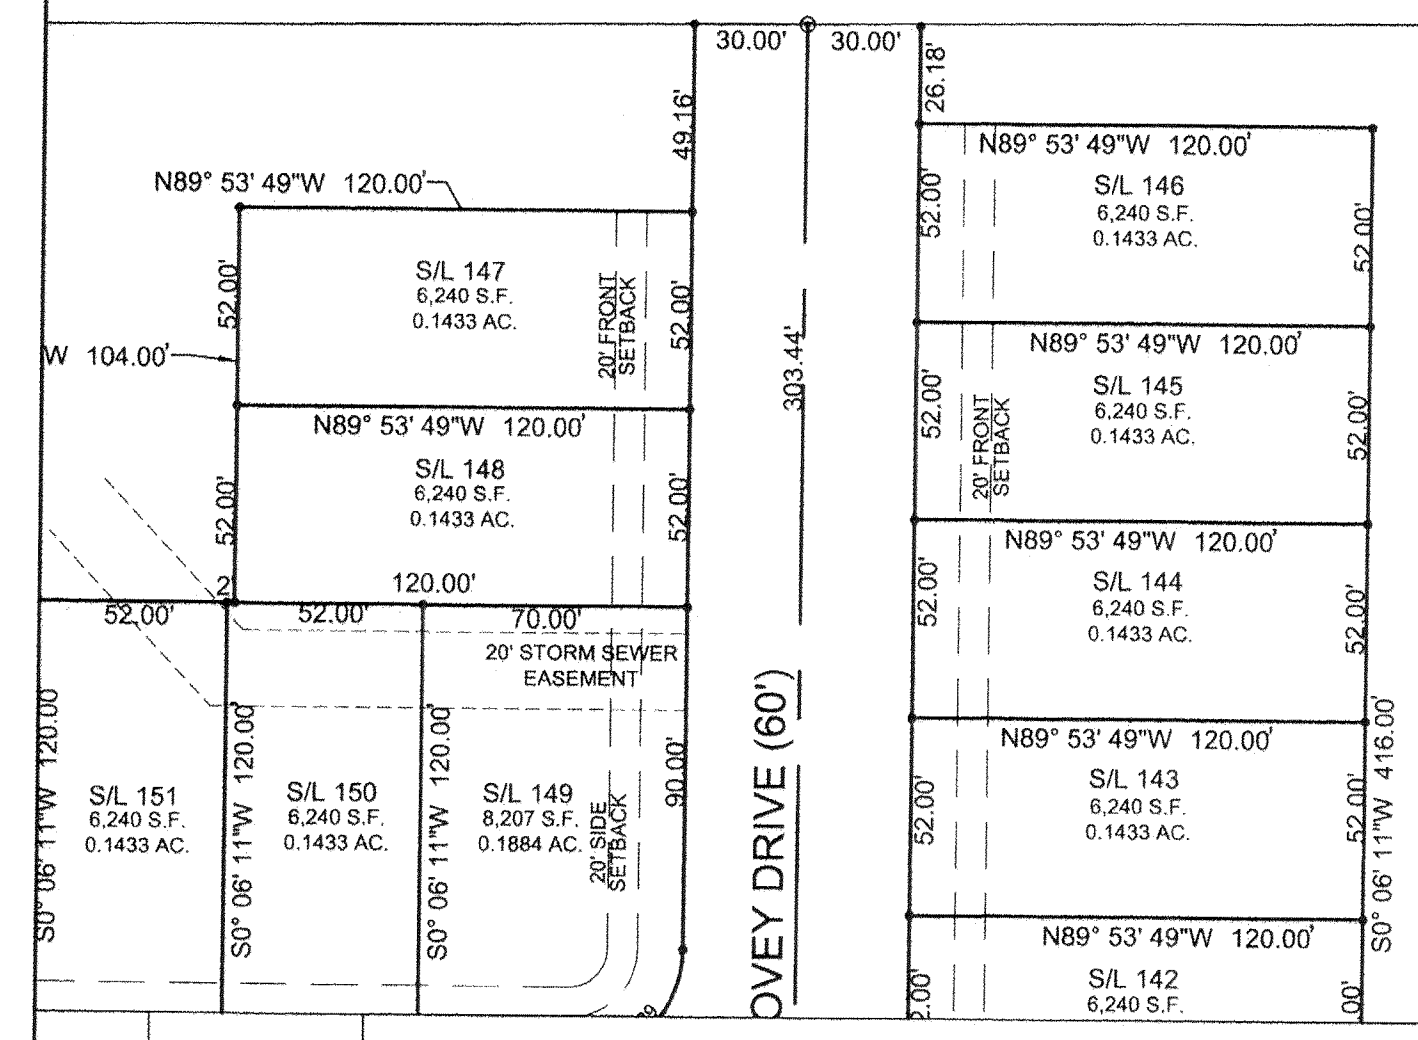 30.00'
30.00'
26.18'
49.16'
N89° 53' 49"W 120.00'
N89° 53' 49"W 120.00'
S/L 146
6,240 S.F.
0.1433 AC.
52.00'
52.00'
S/L 147
6,240 S.F.
0.1433 AC.
52.00'
52.00'
20' FRONT
SETBACK
W 104.00'
303.44'
N89° 53' 49"W 120.00'
S/L 145
6,240 S.F.
0.1433 AC.
52.00'
52.00'
20' FRONT
SETBACK
N89° 53' 49"W 120.00'
S/L 148
6,240 S.F.
0.1433 AC.
52.00'
52.00'
2
120.00'
52.00'
52.00'
70.00'
N89° 53' 49"W 120.00'
S/L 144
6,240 S.F.
0.1433 AC.
52.00'
52.00'
20' STORM SEWER
EASEMENT
OVEY DRIVE (60')
90.00'
N89° 53' 49"W 120.00'
S/L 143
6,240 S.F.
0.1433 AC.
52.00'
52.00'
S0° 06' 11"W 416.00'
S0° 06' 11"W 120.00
S/L 151
6,240 S.F.
0.1433 AC.
S0° 06' 11"W 120.00'
S/L 150
6,240 S.F.
0.1433 AC.
S0° 06' 11"W 120.00'
S/L 149
8,207 S.F.
0.1884 AC.
20' SIDE
SETBACK
N89° 53' 49"W 120.00'
S/L 142
6,240 S.F.
2.00'
.00'